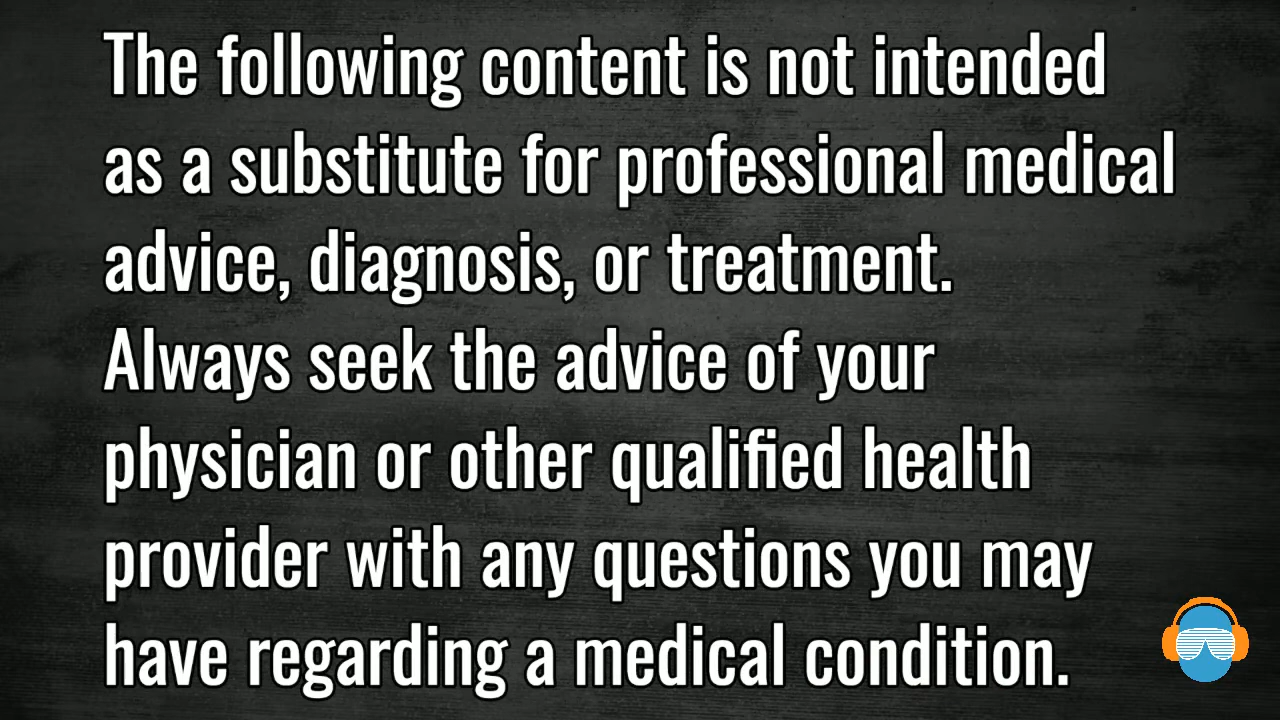 The following content is not intended
as a substitute for professional medical
advice, diagnosis, or treatment.
Always seek the advice of your
physician or other qualified health
provider with any questions you may
have regarding a medical condition.